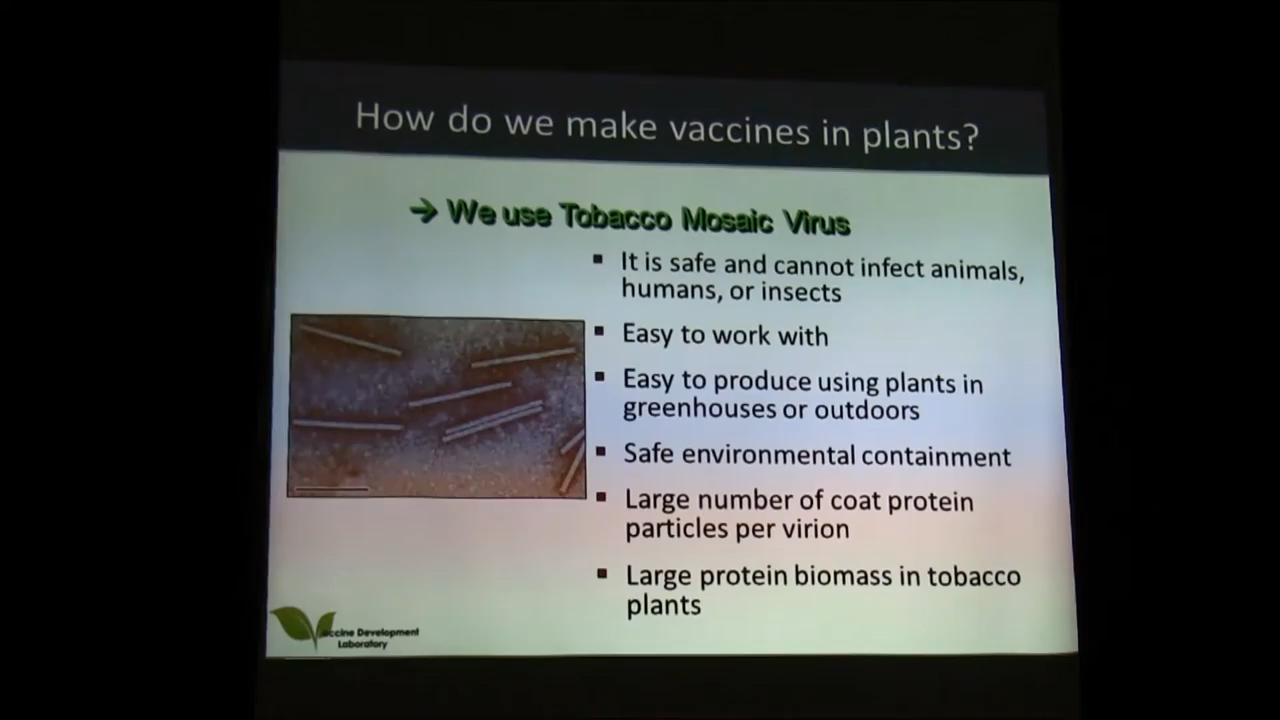 How do we make vaccines in plants?
→ We use Tobacco Mosaic Virus
▪ It is safe and cannot infect animals,
humans, or insects
▪ Easy to work with
▪ Easy to produce using plants in
greenhouses or outdoors
▪ Safe environmental containment
▪ Large number of coat protein
particles per virion
▪ Large protein biomass in tobacco
plants
Vaccine Development
Laboratory